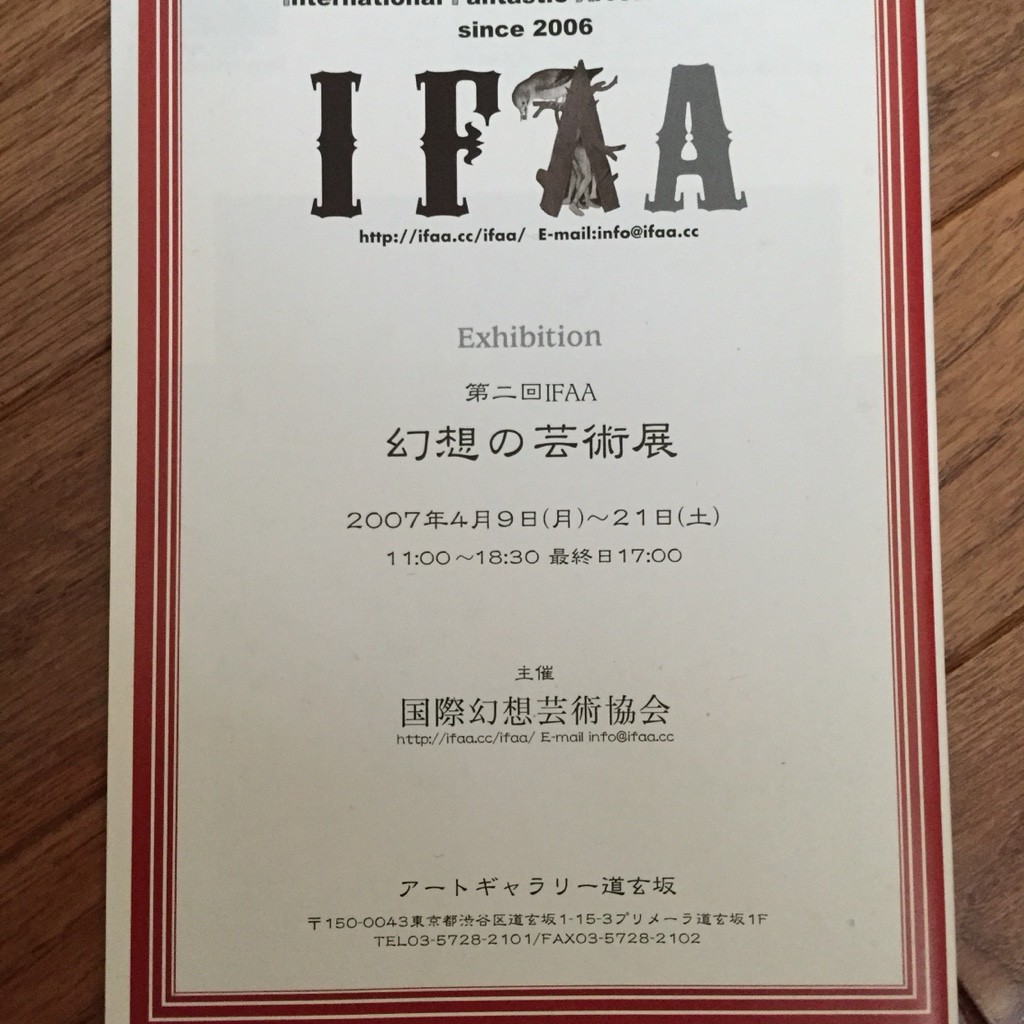 International Fantastic
since 2006
IFAA
http://ifaa.cc/ifaa/ E-mail:info@ifaa.cc
Exhibition
第二回IFAA
幻想の芸術展
2007年4月9日(月)～21日(土)
11:00～18:30 最終日17:00
主催
国際幻想芸術協会
http://ifaa.cc/ifaa/ E-mail info@ifaa.cc
アートギャラリー道玄坂
〒150-0043東京都渋谷区道玄坂1-15-3プリメーラ道玄坂1F
TEL03-5728-2101/FAX03-5728-2102